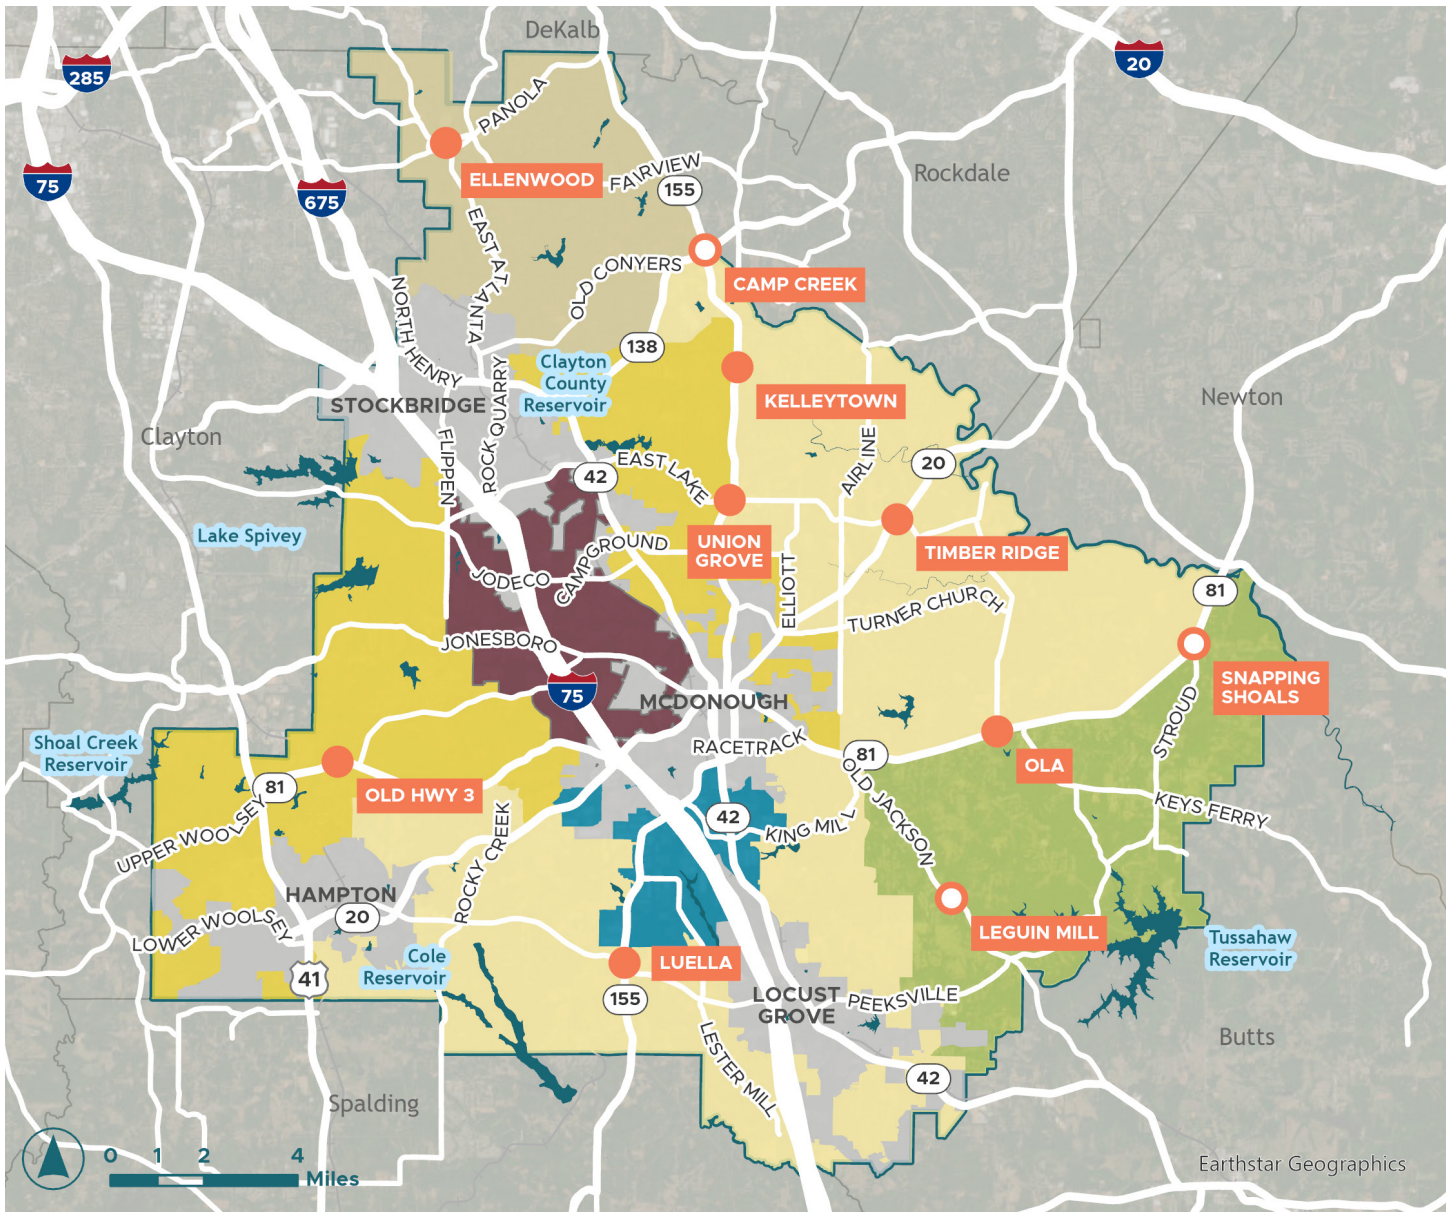 DeKalb
20
285
PANOLA
75
675
ELLENWOOD
FAIRVIEW
155
Rockdale
EAST ATLANTA
OLD CONYERS
CAMP CREEK
NORTH HENRY
138
Clayton
County
Reservoir
KELLEYTOWN
Newton
STOCKBRIDGE
ROCK QUARRY
Clayton
FLIPPEN
42
EAST LAKE
AIRLINE
20
Lake Spivey
UNION
GROVE
TIMBER RIDGE
CAMPGROUND
JODECO
ELLIOTT
TURNER CHURCH
81
JONESBORO
75
MCDONOUGH
SNAPPING
SHOALS
STROUD
Shoal Creek
Reservoir
RACETRACK
81
OLA
81
OLD HWY 3
OLD JACKSON
KEYS FERRY
UPPER WOOLSEY
42
KING MILL
ROCKY CREEK
HAMPTON
20
LOWER WOOLSEY
LEGUIN MILL
Tussahaw
Reservoir
Cole
Reservoir
LUELLA
41
155
LOCUST
GROVE
PEEKSVILLE
Butts
LESTER MILL
42
Spalding
0 1 2 4
Miles
Earthstar Geographics